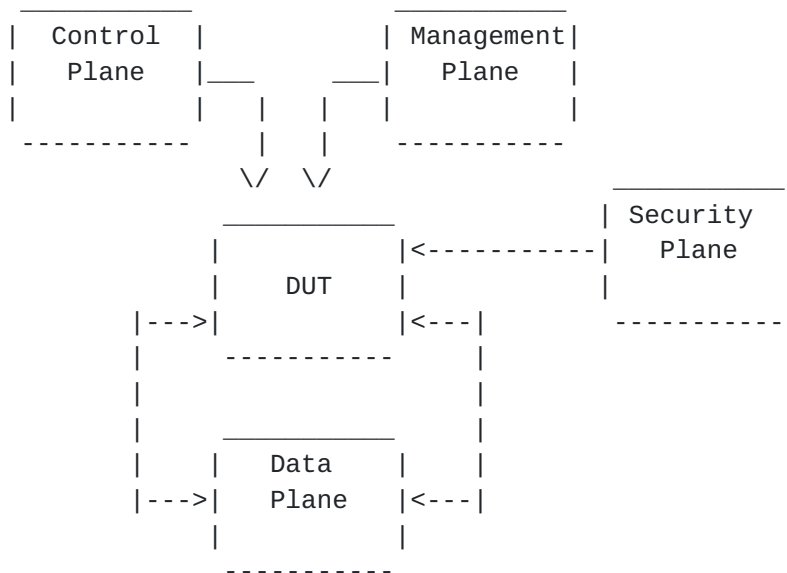 Control Management
Plane Plane
Security
Plane
DUT
Data
Plane